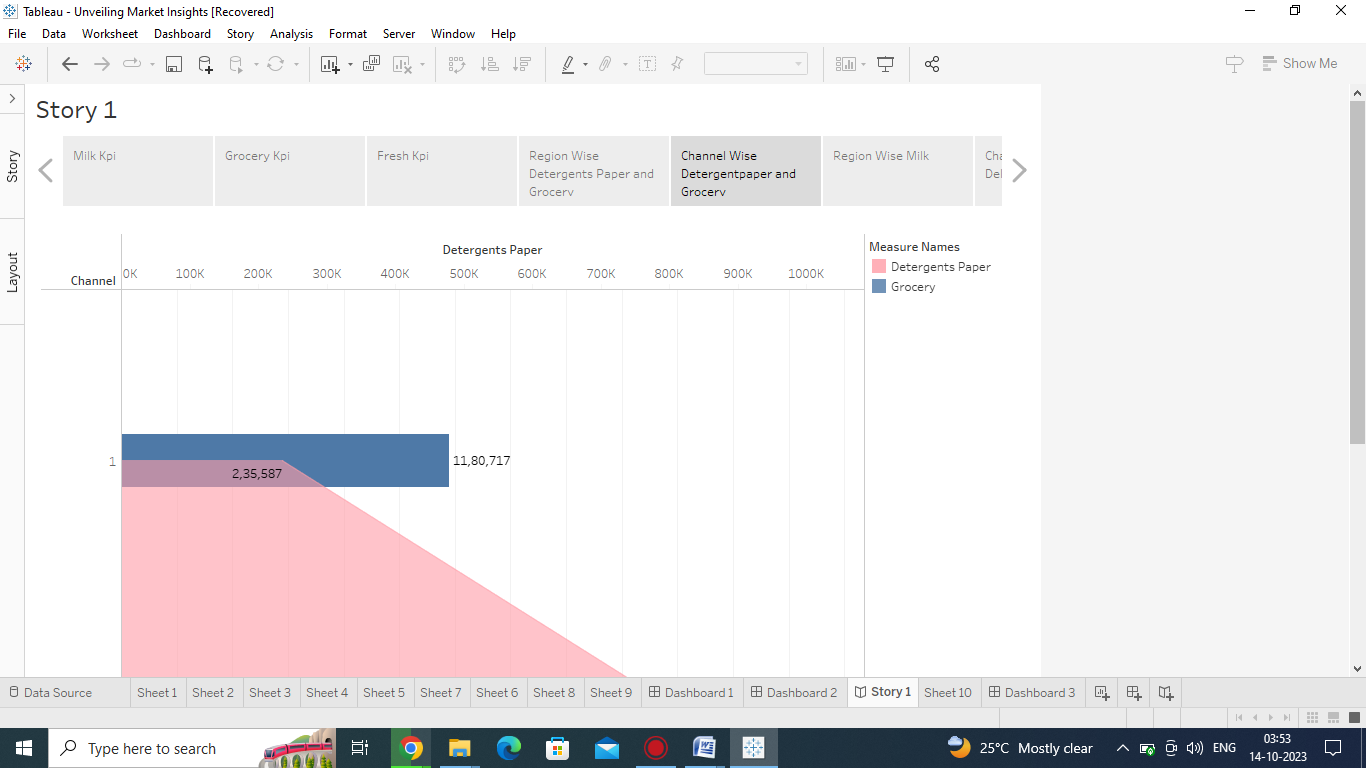 Tableau - Unveiling Market Insights [Recovered]
File Data Worksheet Dashboard Story Analysis Format Server Window Help
Show Me
Story
Layout
Story 1
Milk Kpi
Grocery Kpi
Fresh Kpi
Region Wise
Detergents Paper and
Grocery
Channel Wise
Detergentpaper and
Grocery
Region Wise Milk
Detergents Paper
Channel
0K 100K 200K 300K 400K 500K 600K 700K 800K 900K 1000K
1
11,80,717
2,35,587
Measure Names
Detergents Paper
Grocery
Data Source Sheet 1 Sheet 2 Sheet 3 Sheet 4 Sheet 5 Sheet 7 Sheet 6 Sheet 8 Sheet 9 Dashboard 1 Dashboard 2 Story 1 Sheet 10 Dashboard 3
Type here to search
25°C Mostly clear
ENG
03:53
14-10-2023